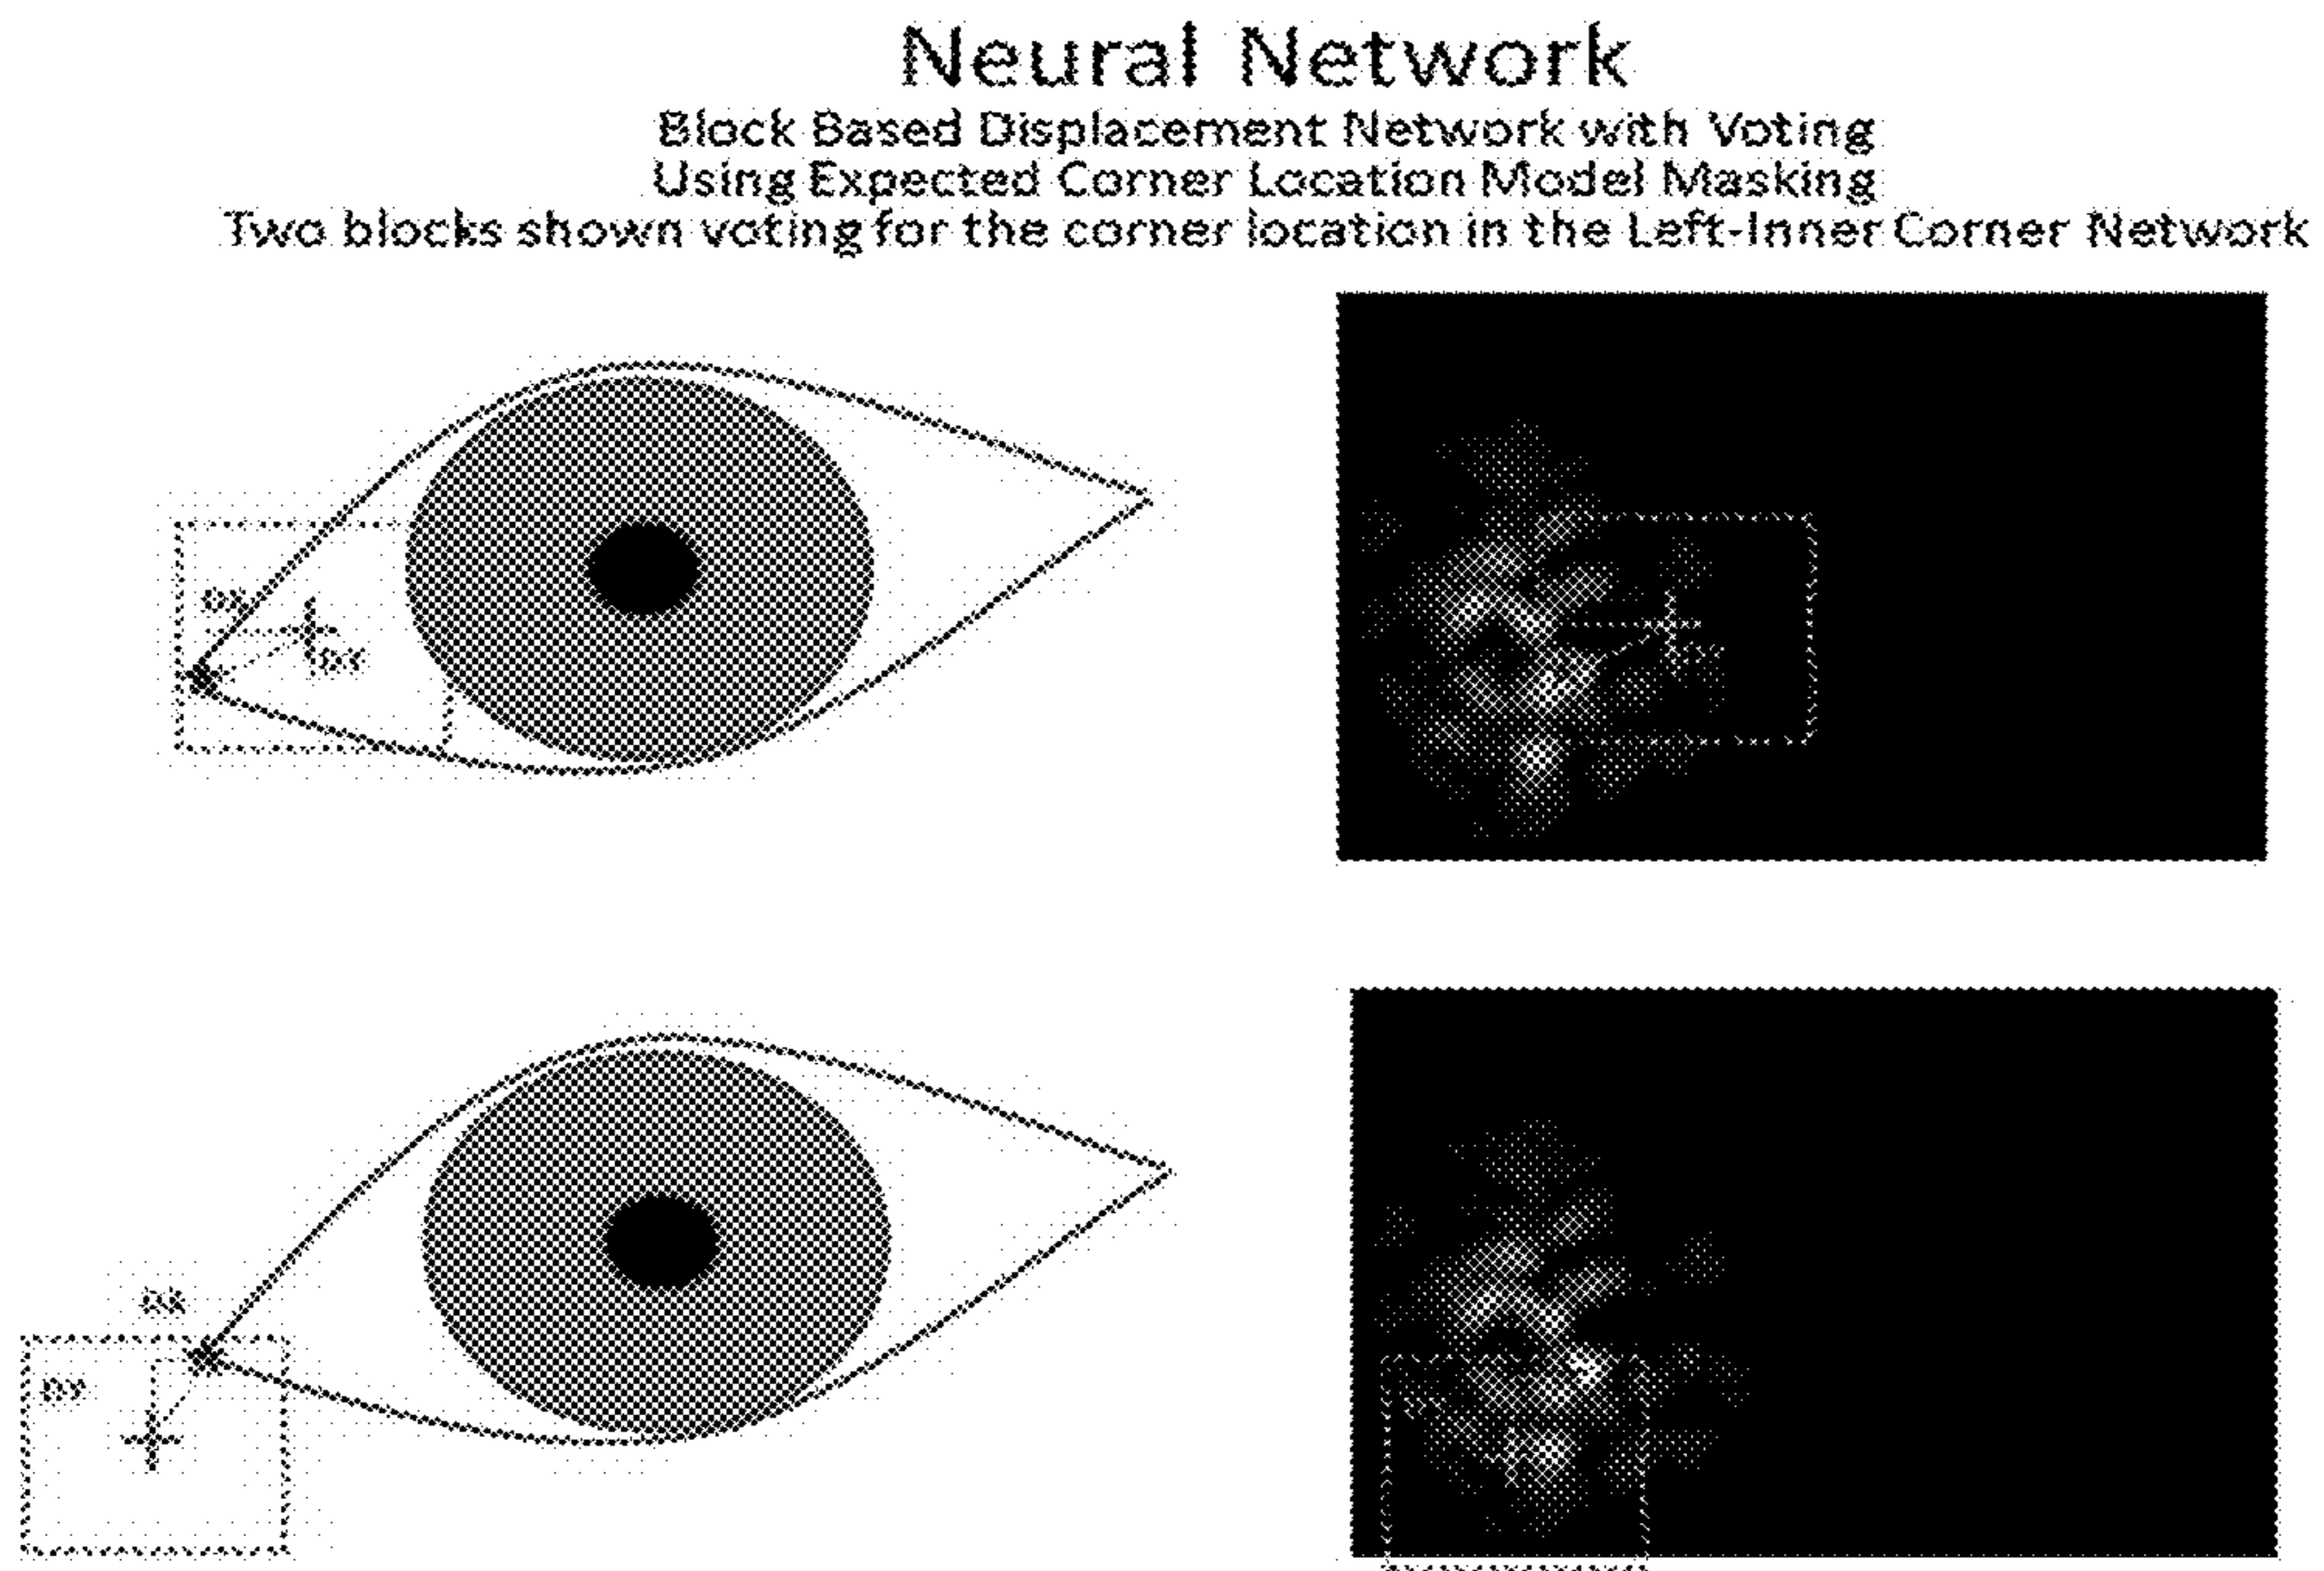 Neural Network
Block Based Displacement Network with Voting
Using Expected Corner Location Model Masking
Two blocks shown voting for the corner location in the Left-Inner Corner Network